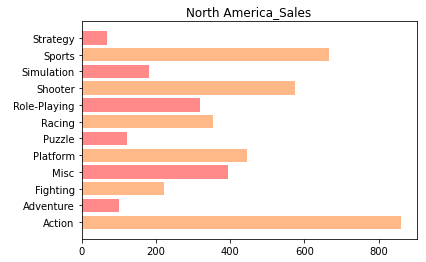 North America_Sales
Strategy
Sports
Simulation
Shooter
Role-Playing
Racing
Puzzle
Platform
Misc
Fighting
Adventure
Action
0 200 400 600 800